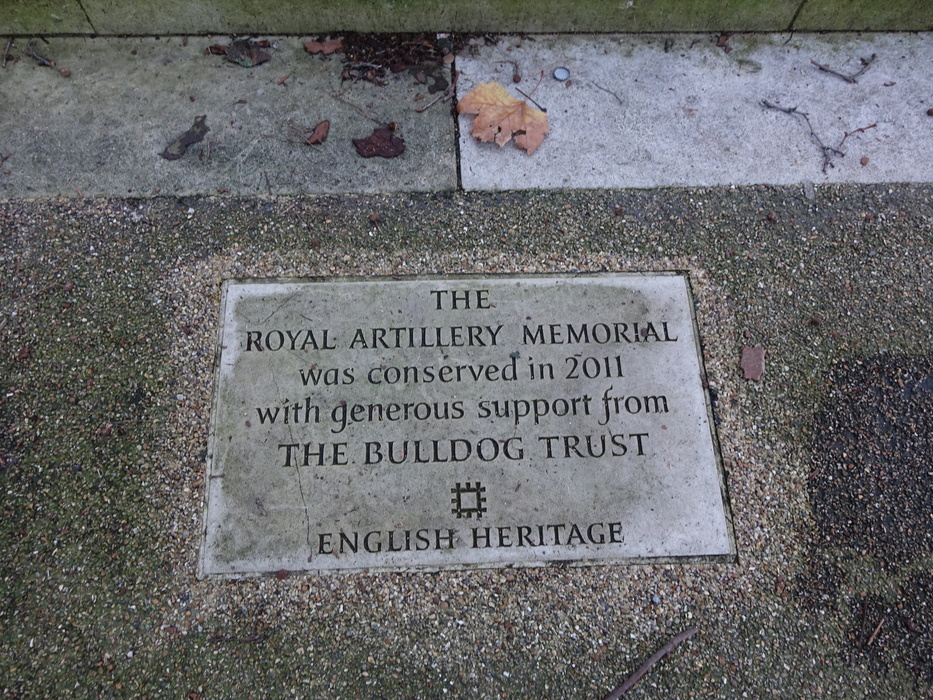 THE
ROYAL ARTILLERY MEMORIAL
was conserved in 2011
with generous support from
THE BULLDOG TRUST
ENGLISH HERITAGE